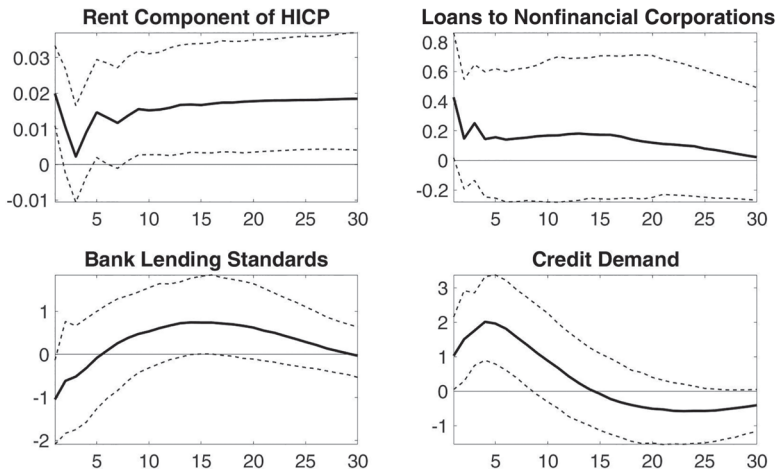 Rent Component of HICP
0.03
0.02
0.01
0
-0.01
5 10 15 20 25 30
Loans to Nonfinancial Corporations
0.8
0.6
0.4
0.2
0
-0.2
5 10 15 20 25 30
Bank Lending Standards
1
0
-1
-2
5 10 15 20 25 30
Credit Demand
3
2
1
0
-1
5 10 15 20 25 30